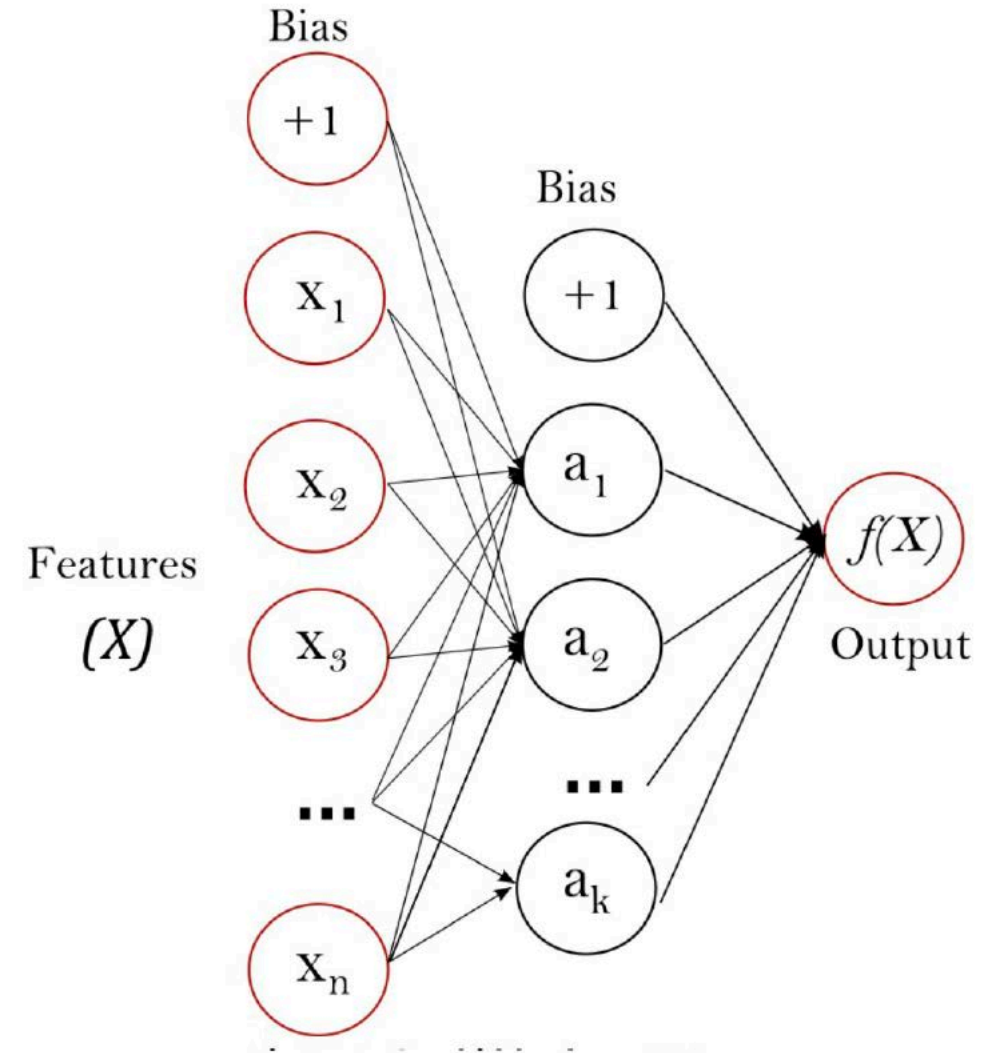 Bias
+1
x1
x2
x3
...
xn
Features
(X)
Bias
+1
a1
a2
...
ak
f(X)
Output